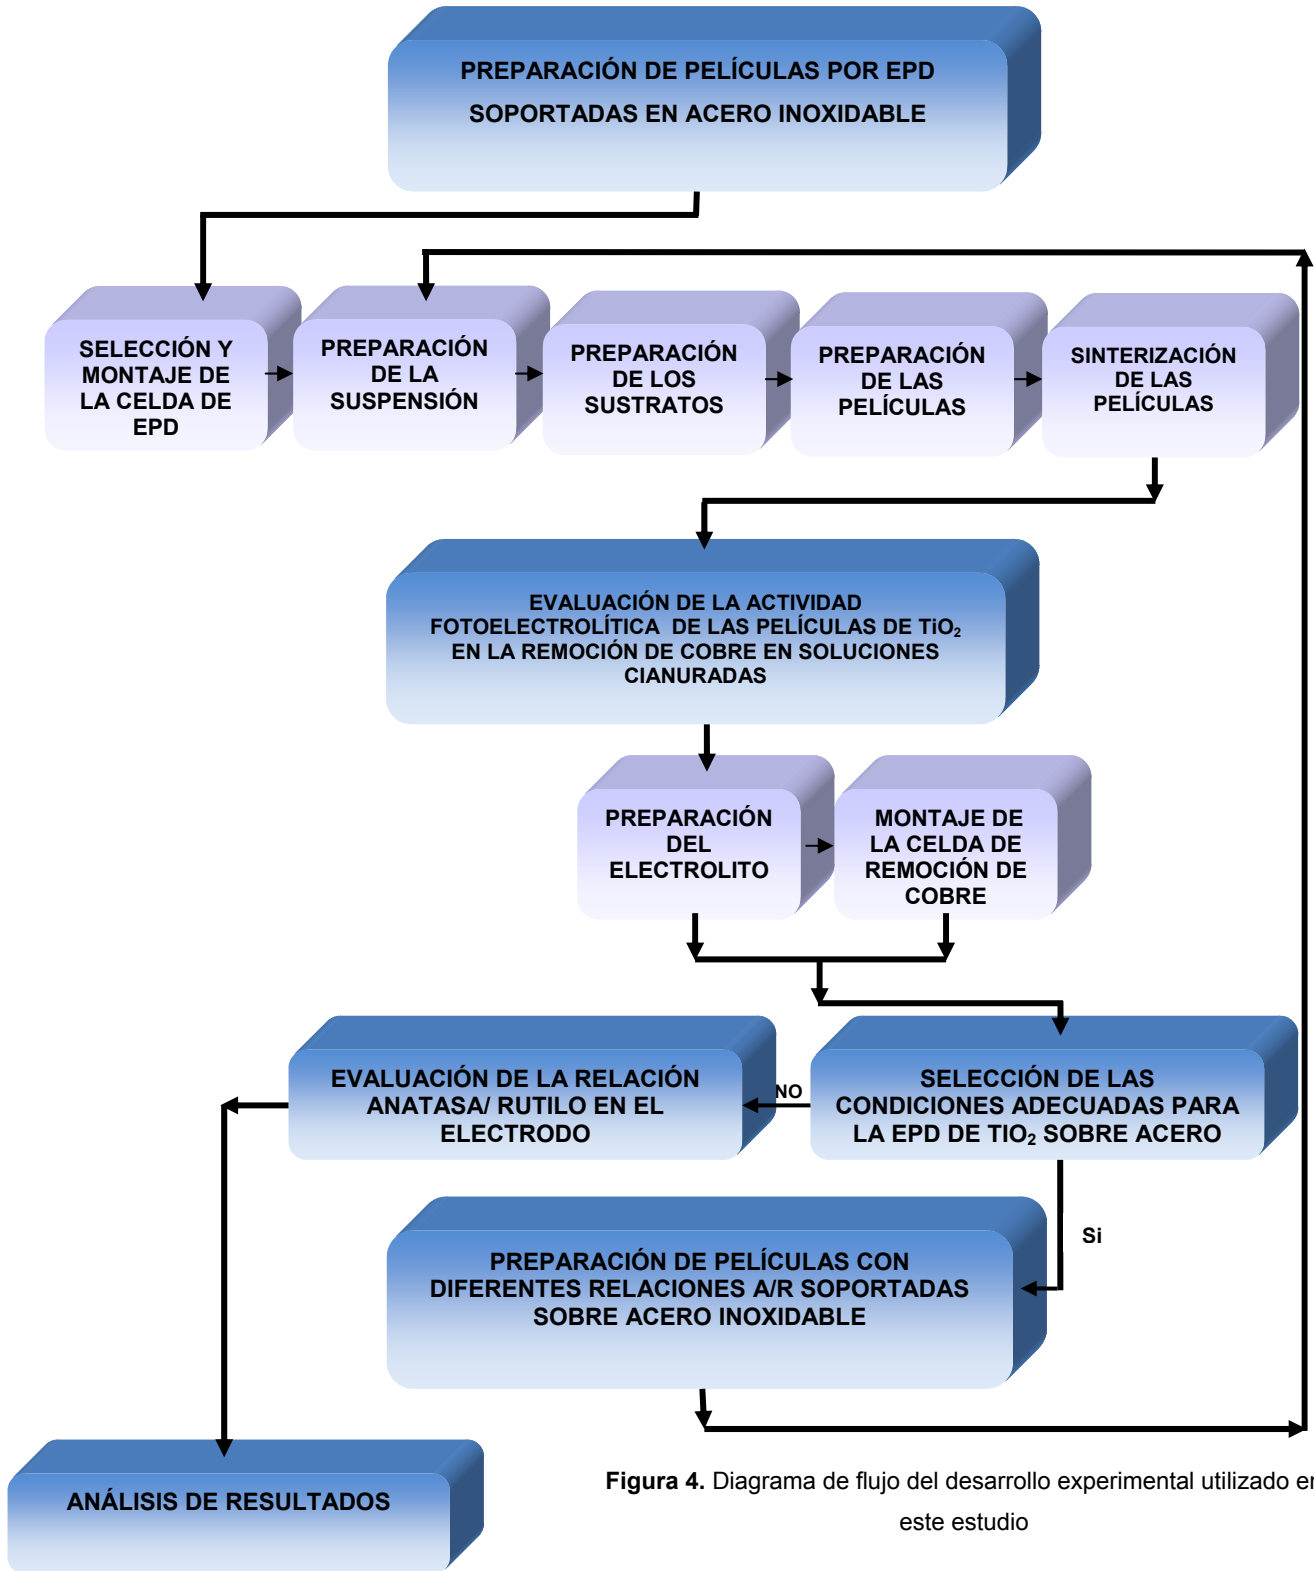 PREPARACIÓN DE PELÍCULAS POR EPD
SOPORTADAS EN ACERO INOXIDABLE
SELECCIÓN Y
MONTAJE DE
LA CELDA DE
EPD
PREPARACIÓN
DE LA
SUSPENSIÓN
PREPARACIÓN
DE LOS
SUSTRATOS
PREPARACIÓN
DE LAS
PELÍCULAS
SINTERIZACIÓN
DE LAS
PELÍCULAS
EVALUACIÓN DE LA ACTIVIDAD
FOTOELECTROLÍTICA DE LAS PELÍCULAS DE TiO₂
EN LA REMOCIÓN DE COBRE EN SOLUCIONES
CIANURADAS
PREPARACIÓN
DEL
ELECTROLITO
MONTAJE DE
LA CELDA DE
REMOCIÓN DE
COBRE
EVALUACIÓN DE LA RELACIÓN
ANATASA/ RUTILO EN EL
ELECTRODO
NO
SELECCIÓN DE LAS
CONDICIONES ADECUADAS PARA
LA EPD DE TIO₂ SOBRE ACERO
Si
PREPARACIÓN DE PELÍCULAS CON
DIFERENTES RELACIONES A/R SOPORTADAS
SOBRE ACERO INOXIDABLE
ANÁLISIS DE RESULTADOS
Figura 4. Diagrama de flujo del desarrollo experimental utilizado en
este estudio